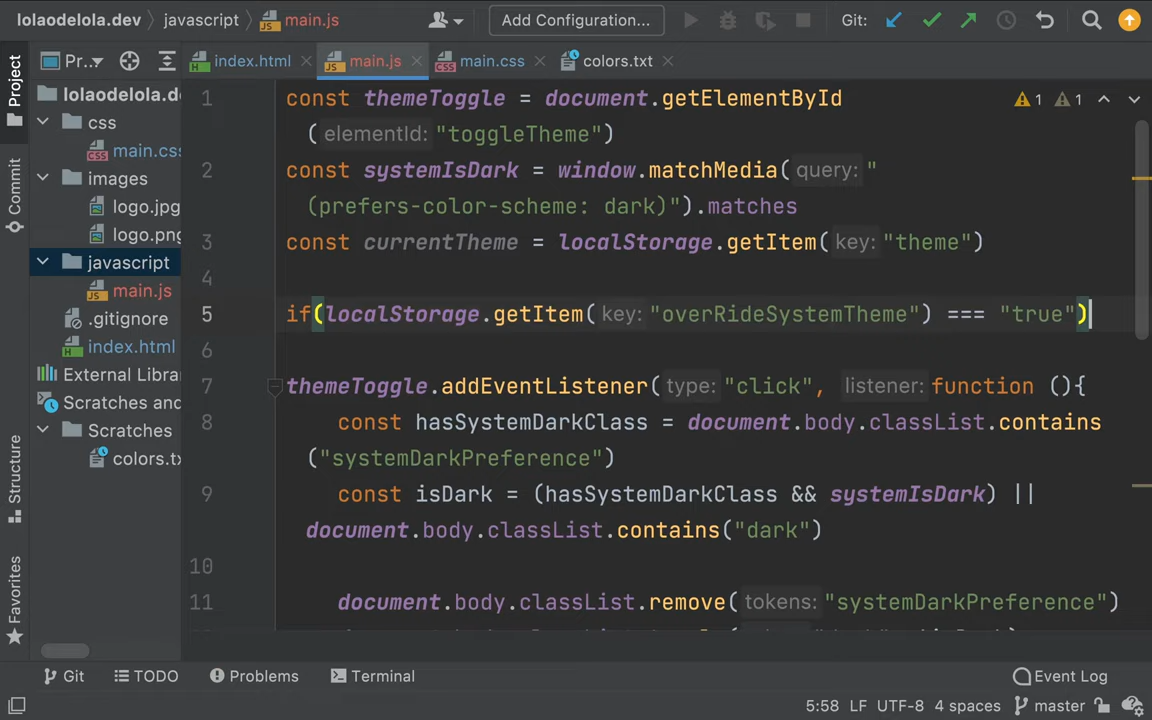 lolaodelola.dev javascript main.js Add Configuration... Git:
Project
Commit
Structure
Favorites
Pr... index.html main.js main.css colors.txt
lolaodelola.d
css
main.css
images
logo.jpg
logo.png
javascript
main.js
.gitignore
index.html
External Libra
Scratches and
Scratches
colors.tx
1 const themeToggle = document.getElementById 1 1
( elementId: "toggleTheme")
2 const systemIsDark = window.matchMedia( query: "
(prefers-color-scheme: dark)").matches
3 const currentTheme = localStorage.getItem( key: "theme")
4
5 if(localStorage.getItem( key: "overRideSystemTheme") === "true")
6
7 themeToggle.addEventListener( type: "click", listener: function (){
8 const hasSystemDarkClass = document.body.classList.contains
("systemDarkPreference")
9 const isDark = (hasSystemDarkClass && systemIsDark) ||
document.body.classList.contains("dark")
10
11 document.body.classList.remove( tokens: "systemDarkPreference")
Git TODO Problems Terminal Event Log
5:58 LF UTF-8 4 spaces master